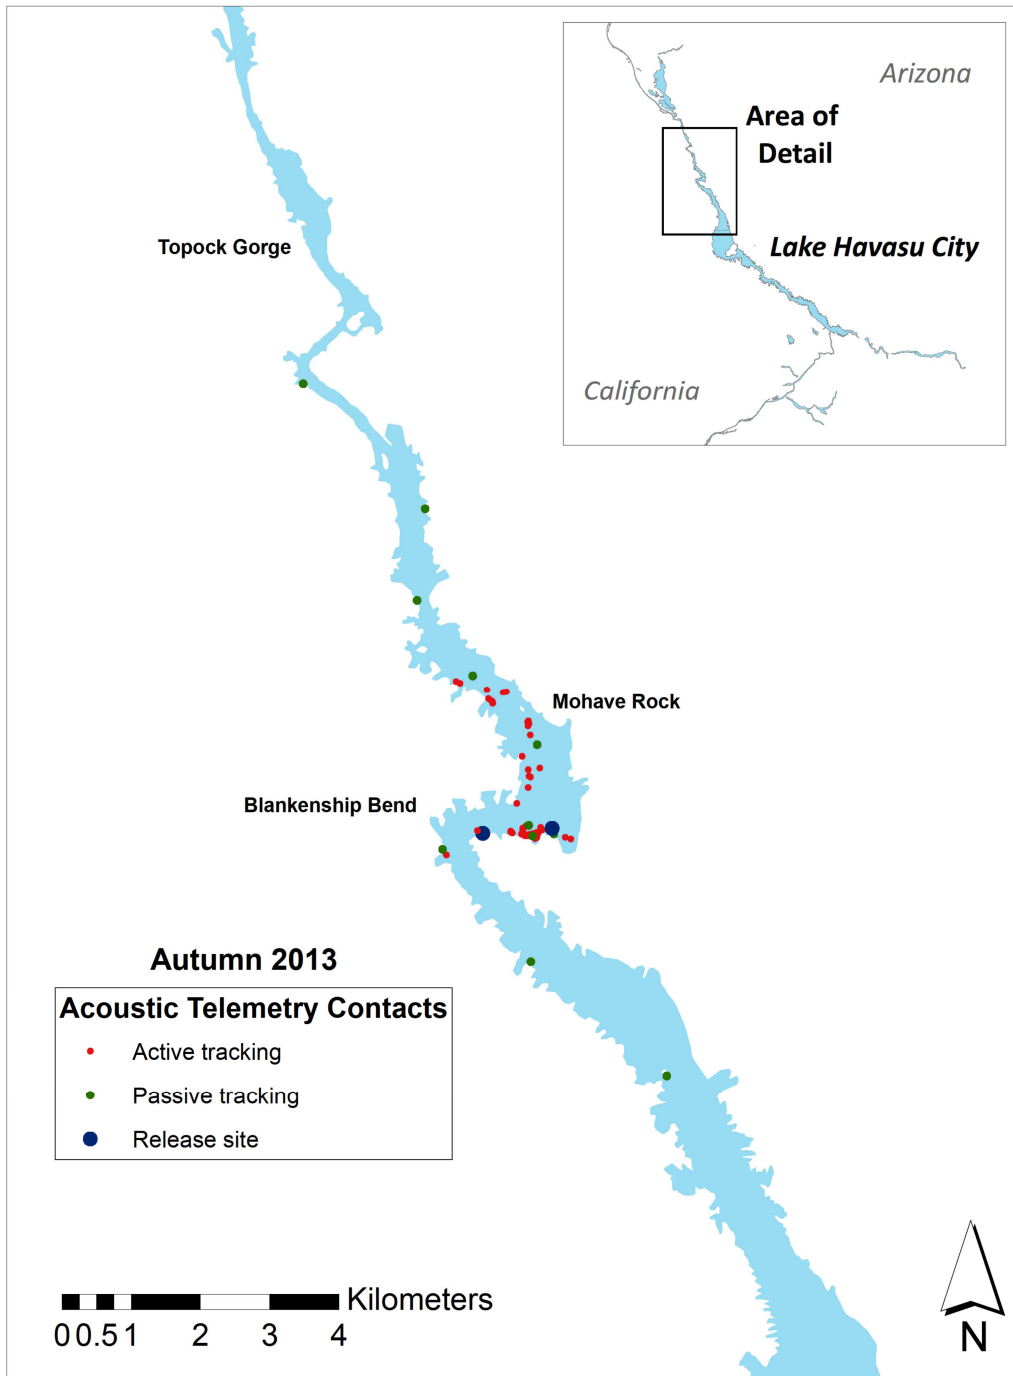 Arizona
Area of
Detail
Lake Havasu City
California
Topock Gorge
Mohave Rock
Blankenship Bend
Autumn 2013
Acoustic Telemetry Contacts
Active tracking
Passive tracking
Release site
Kilometers
0 0.5 1 2 3 4
N